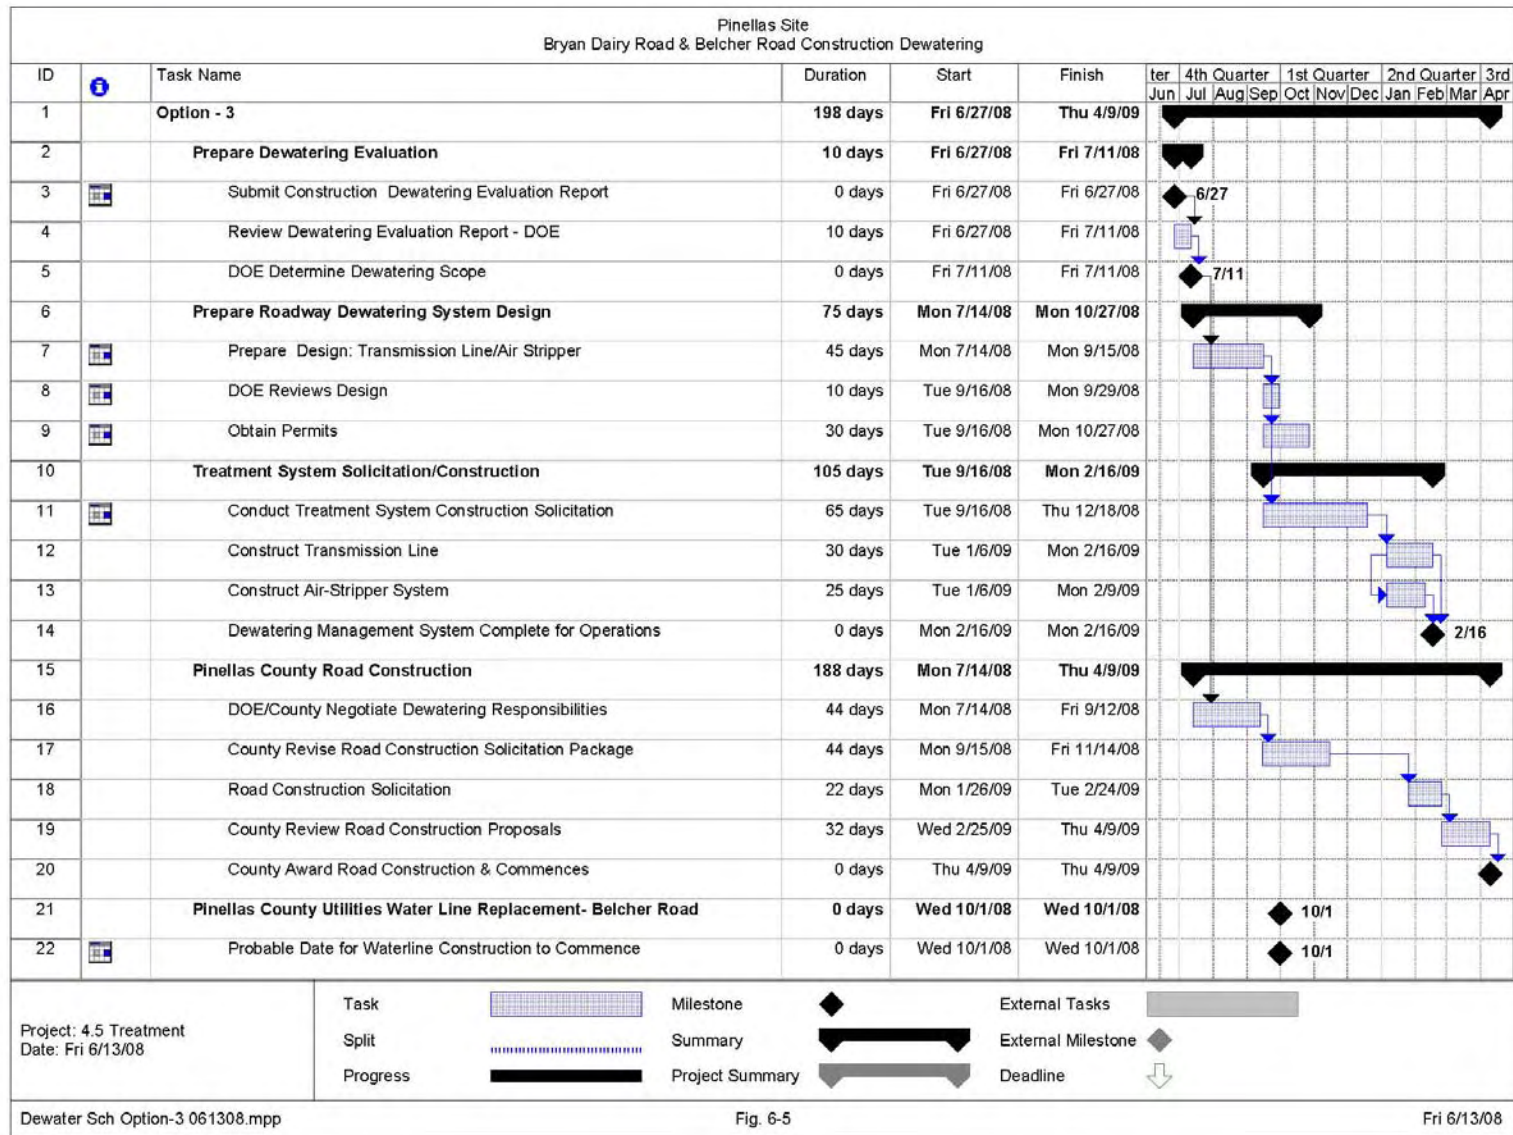 Pinellas Site
Bryan Dairy Road & Belcher Road Construction Dewatering
ID Task Name Duration Start Finish ter 4th Quarter 1st Quarter 2nd Quarter 3rd
Jun Jul Aug Sep Oct Nov Dec Jan Feb Mar Apr
1 Option - 3 198 days Fri 6/27/08 Thu 4/9/09
2 Prepare Dewatering Evaluation 10 days Fri 6/27/08 Fri 7/11/08
3 Submit Construction Dewatering Evaluation Report 0 days Fri 6/27/08 Fri 6/27/08 6/27
4 Review Dewatering Evaluation Report - DOE 10 days Fri 6/27/08 Fri 7/11/08
5 DOE Determine Dewatering Scope 0 days Fri 7/11/08 Fri 7/11/08 7/11
6 Prepare Roadway Dewatering System Design 75 days Mon 7/14/08 Mon 10/27/08
7 Prepare Design: Transmission Line/Air Stripper 45 days Mon 7/14/08 Mon 9/15/08
8 DOE Reviews Design 10 days Tue 9/16/08 Mon 9/29/08
9 Obtain Permits 30 days Tue 9/16/08 Mon 10/27/08
10 Treatment System Solicitation/Construction 105 days Tue 9/16/08 Mon 2/16/09
11 Conduct Treatment System Construction Solicitation 65 days Tue 9/16/08 Thu 12/18/08
12 Construct Transmission Line 30 days Tue 1/6/09 Mon 2/16/09
13 Construct Air-Stripper System 25 days Tue 1/6/09 Mon 2/9/09
14 Dewatering Management System Complete for Operations 0 days Mon 2/16/09 Mon 2/16/09 2/16
15 Pinellas County Road Construction 188 days Mon 7/14/08 Thu 4/9/09
16 DOE/County Negotiate Dewatering Responsibilities 44 days Mon 7/14/08 Fri 9/12/08
17 County Revise Road Construction Solicitation Package 44 days Mon 9/15/08 Fri 11/14/08
18 Road Construction Solicitation 22 days Mon 1/26/09 Tue 2/24/09
19 County Review Road Construction Proposals 32 days Wed 2/25/09 Thu 4/9/09
20 County Award Road Construction & Commences 0 days Thu 4/9/09 Thu 4/9/09
21 Pinellas County Utilities Water Line Replacement- Belcher Road 0 days Wed 10/1/08 Wed 10/1/08 10/1
22 Probable Date for Waterline Construction to Commence 0 days Wed 10/1/08 Wed 10/1/08 10/1
Project: 4.5 Treatment
Date: Fri 6/13/08
Task Milestone External Tasks
Split Summary External Milestone
Progress Project Summary Deadline
Dewater Sch Option-3 061308.mpp Fig. 6-5 Fri 6/13/08